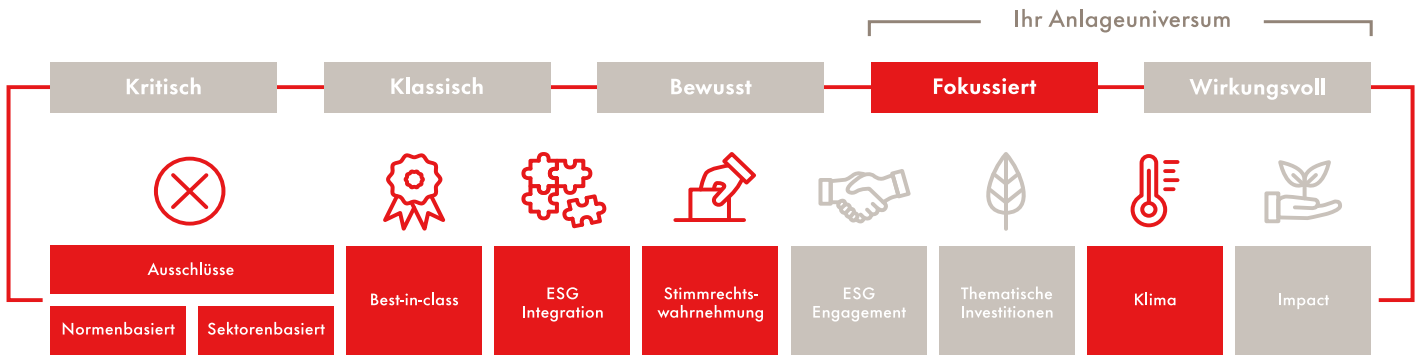 Ihr Anlageuniversum
Kritisch
Klassisch
Bewusst
Fokussiert
Wirkungsvoll
Ausschlüsse
Normenbasiert
Sektorenbasiert
Best-in-class
ESG
Integration
Stimmrechts-
wahrnehmung
ESG
Engagement
Thematische
Investitionen
Klima
Impact